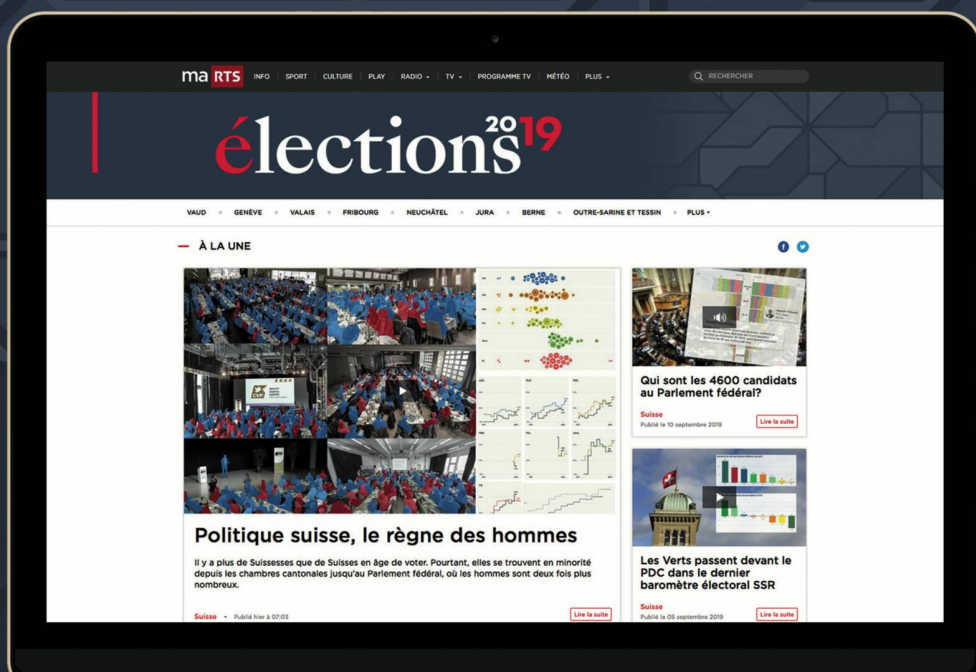 ma RTS INFO SPORT CULTURE PLAY RADIO TV PROGRAMME TV MÉTÉO PLUS RECHERCHER
élections 2019
VAUD GENÈVE VALAIS FRIBOURG NEUCHÂTEL JURA BERNE OUTRE-SARINE ET TESSIN PLUS+
À LA UNE
Politique suisse, le règne des hommes
Il y a plus de Suissesses que de Suisses en âge de voter. Pourtant, elles se trouvent en minorité
depuis les chambres cantonales jusqu'au Parlement fédéral, où les hommes sont deux fois plus
nombreux.
Suisse - Publié hier à 07:03 Lire la suite
Qui sont les 4600 candidats
au Parlement fédéral?
Suisse
Publié le 10 septembre 2019 Lire la suite
Les Verts passent devant le
PDC dans le dernier
baromètre électoral SSR
Suisse
Publié le 05 septembre 2019 Lire la suite